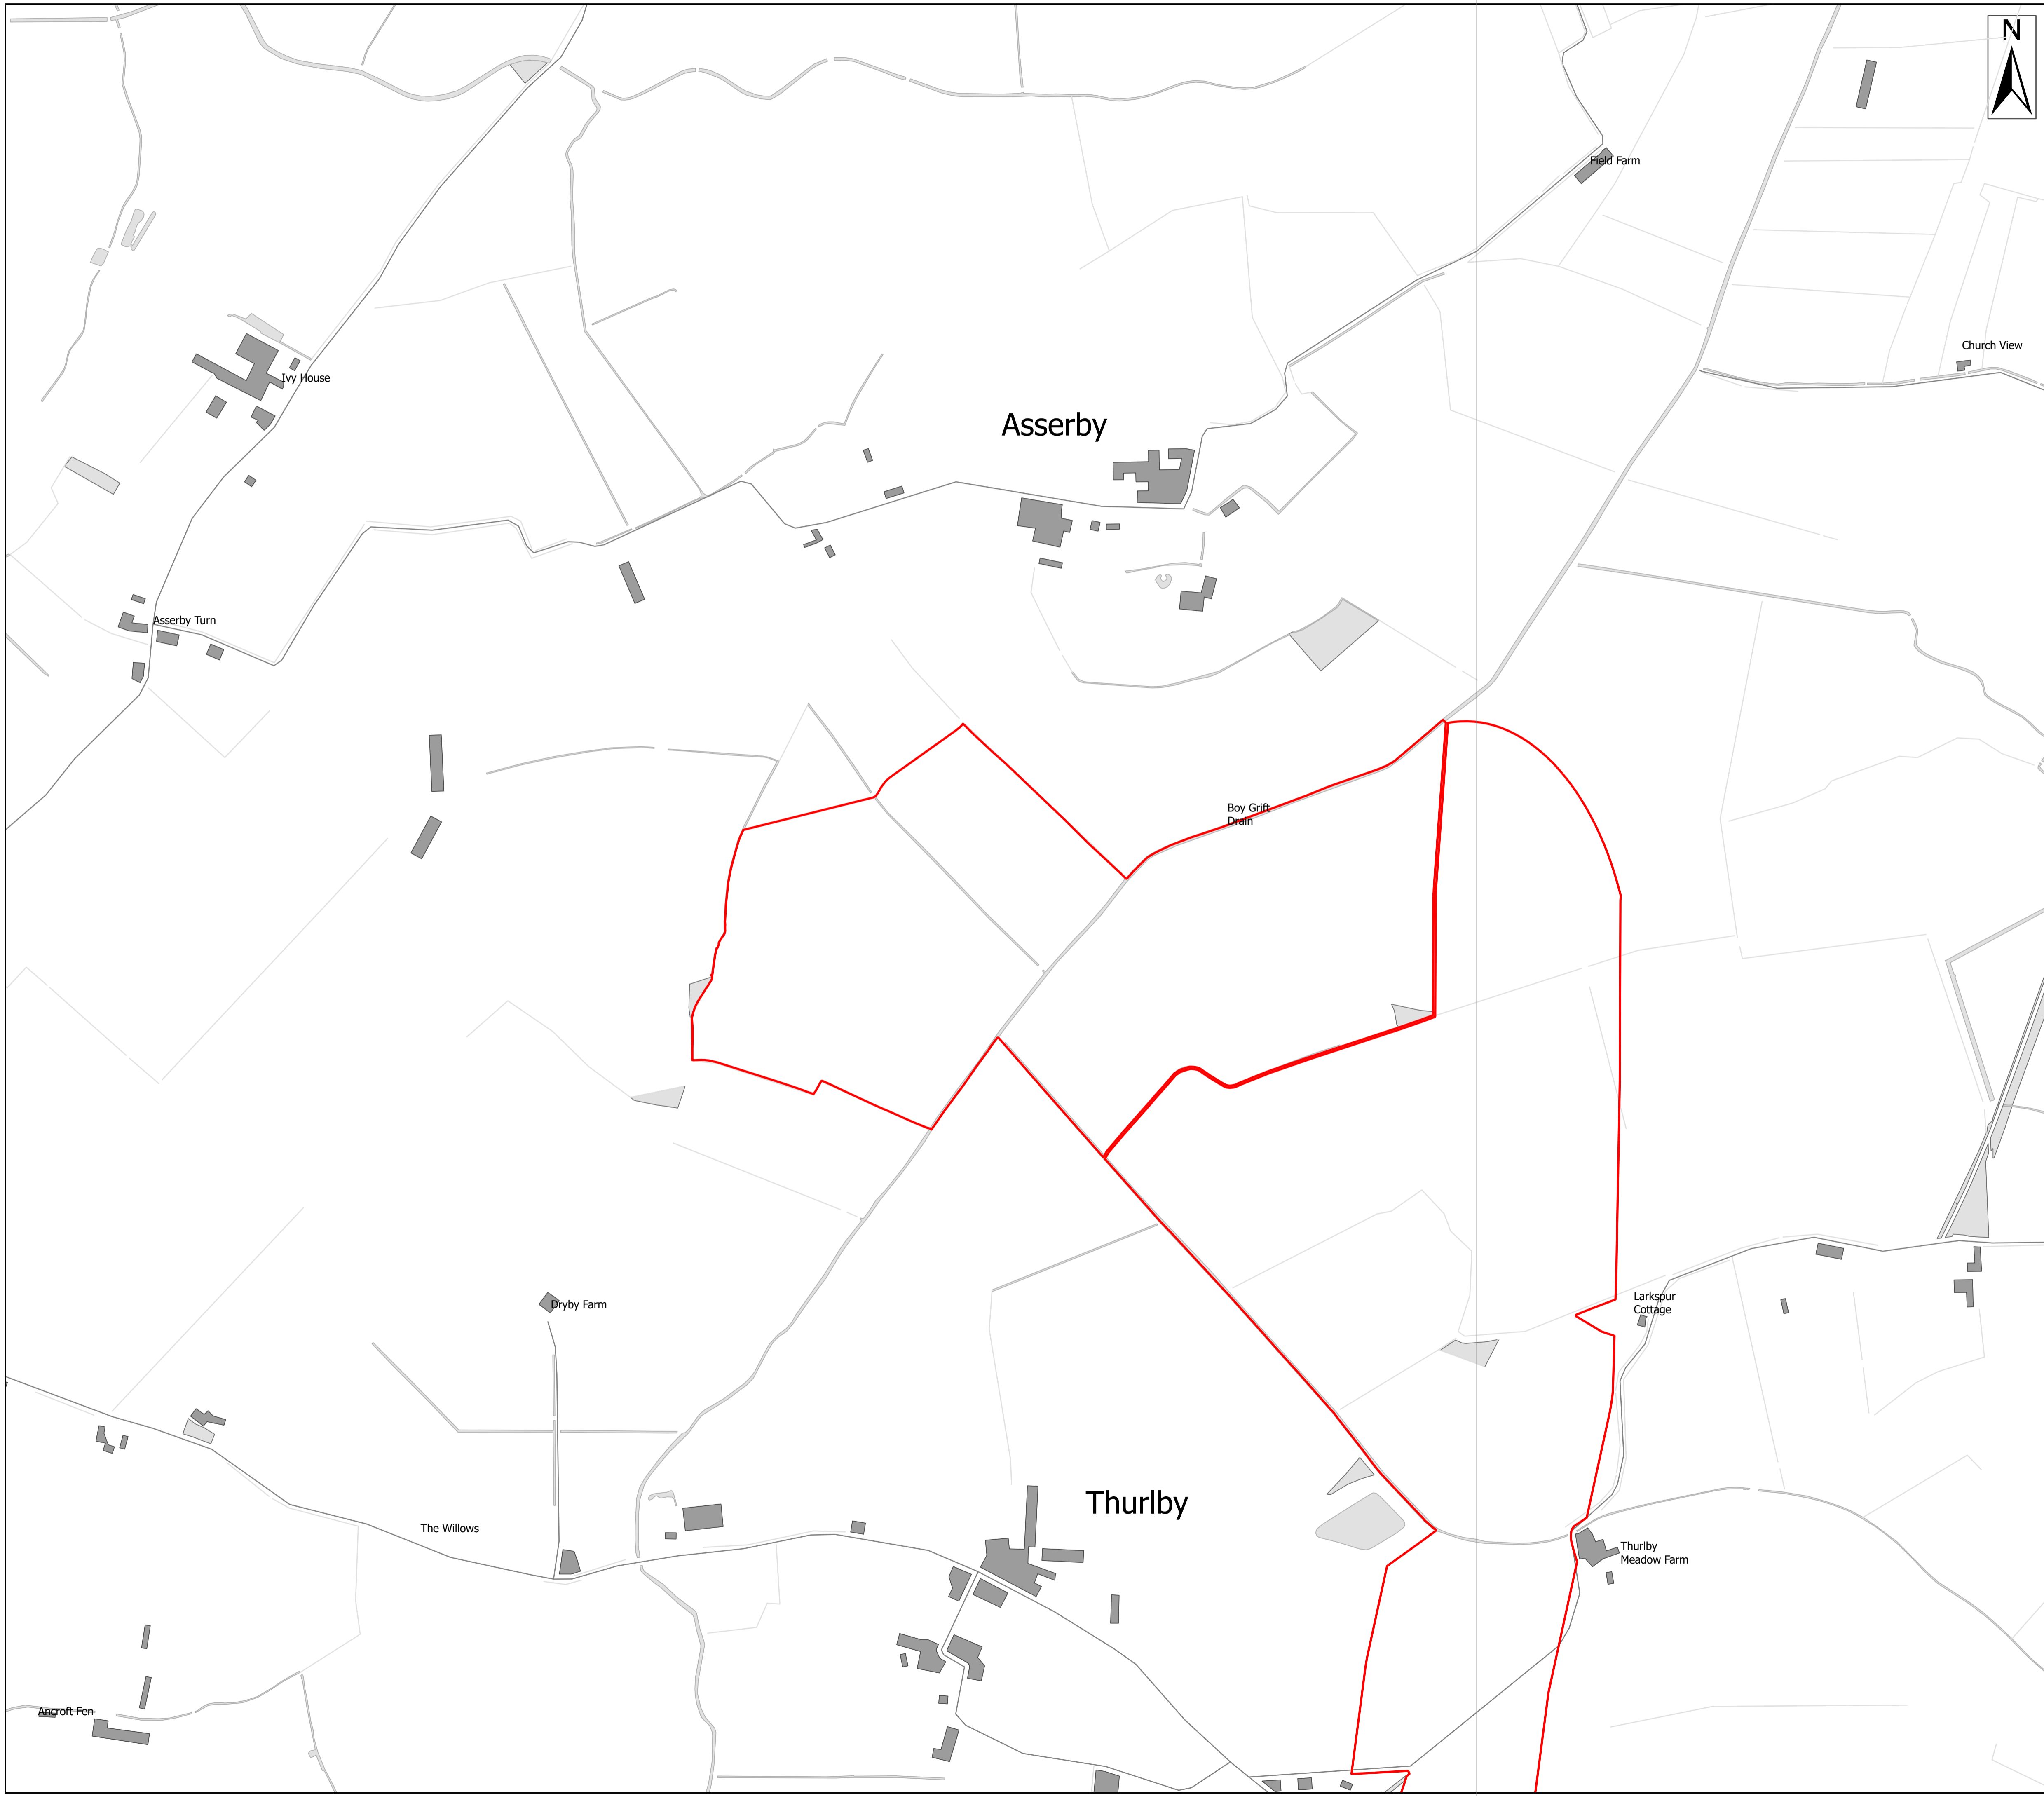 N
Field Farm
Church View
Ivy House
Asserby
Asserby Turn
Boy Grift
Drain
Larkspur
Cottage
Dryby Farm
Thurlby
The Willows
Thurlby
Meadow Farm
Ancroft Fen